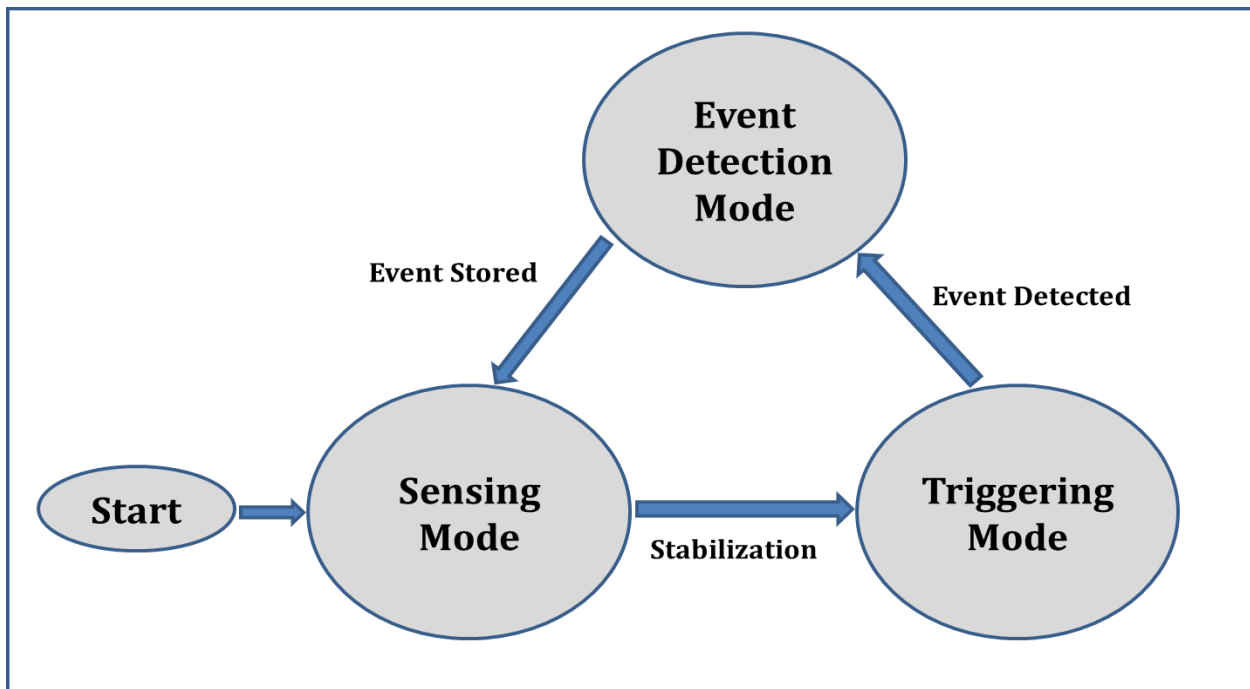 Event
Detection
Mode
Event Stored
Event Detected
Start
Sensing
Mode
Stabilization
Triggering
Mode